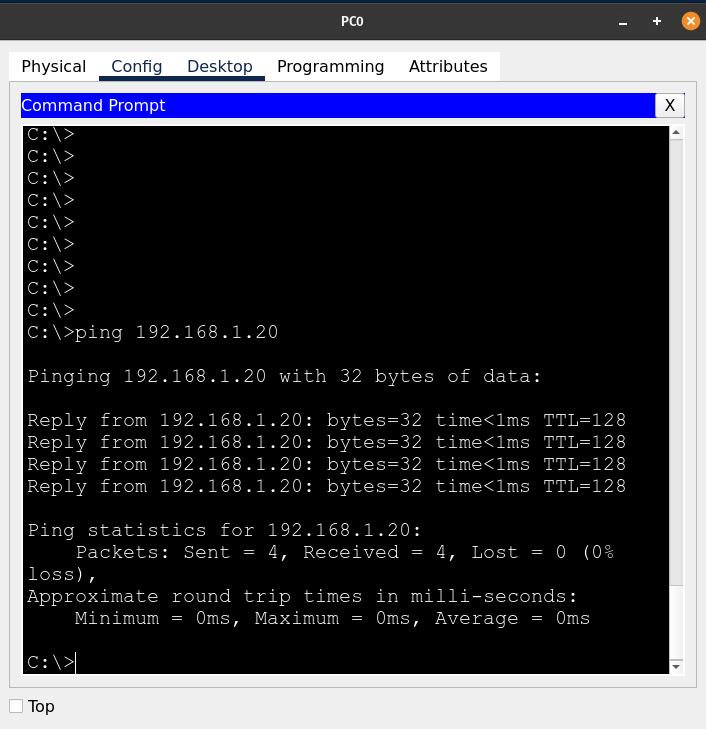 PC0
Physical Config Desktop Programming Attributes
Command Prompt X
C:\>
C:\>
C:\>
C:\>
C:\>
C:\>
C:\>
C:\>
C:\>
C:\>ping 192.168.1.20
Pinging 192.168.1.20 with 32 bytes of data:
Reply from 192.168.1.20: bytes=32 time<1ms TTL=128
Reply from 192.168.1.20: bytes=32 time<1ms TTL=128
Reply from 192.168.1.20: bytes=32 time<1ms TTL=128
Reply from 192.168.1.20: bytes=32 time<1ms TTL=128
Ping statistics for 192.168.1.20:
Packets: Sent = 4, Received = 4, Lost = 0 (0%
loss),
Approximate round trip times in milli-seconds:
Minimum = 0ms, Maximum = 0ms, Average = 0ms
C:\>
Top